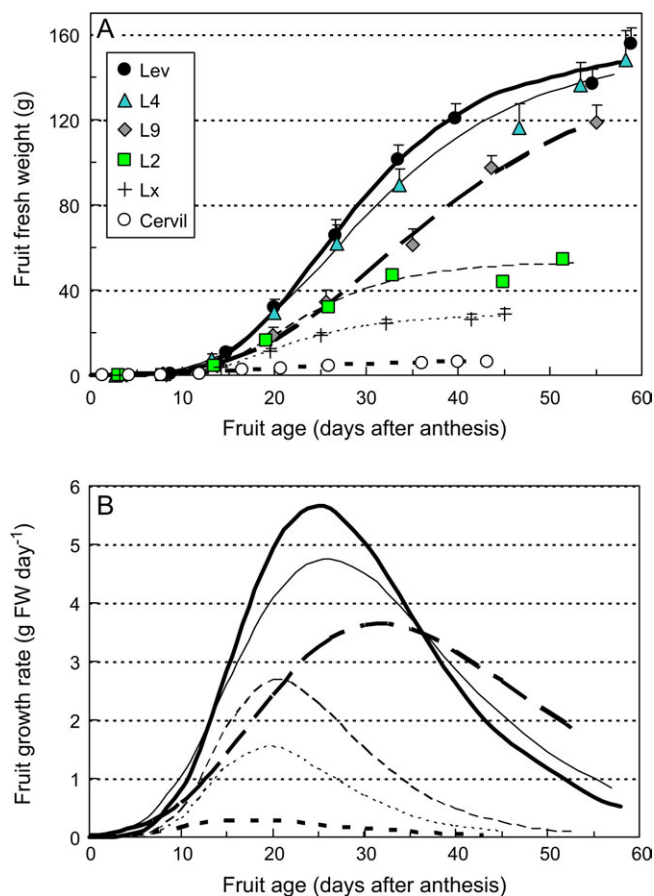 A
160
120
80
40
0
Fruit fresh weight (g)
Lev
L4
L9
L2
Lx
Cervil
0 10 20 30 40 50 60
Fruit age (days after anthesis)
B
6
5
4
3
2
1
0
Fruit growth rate (g FW day⁻¹)
0 10 20 30 40 50 60
Fruit age (days after anthesis)